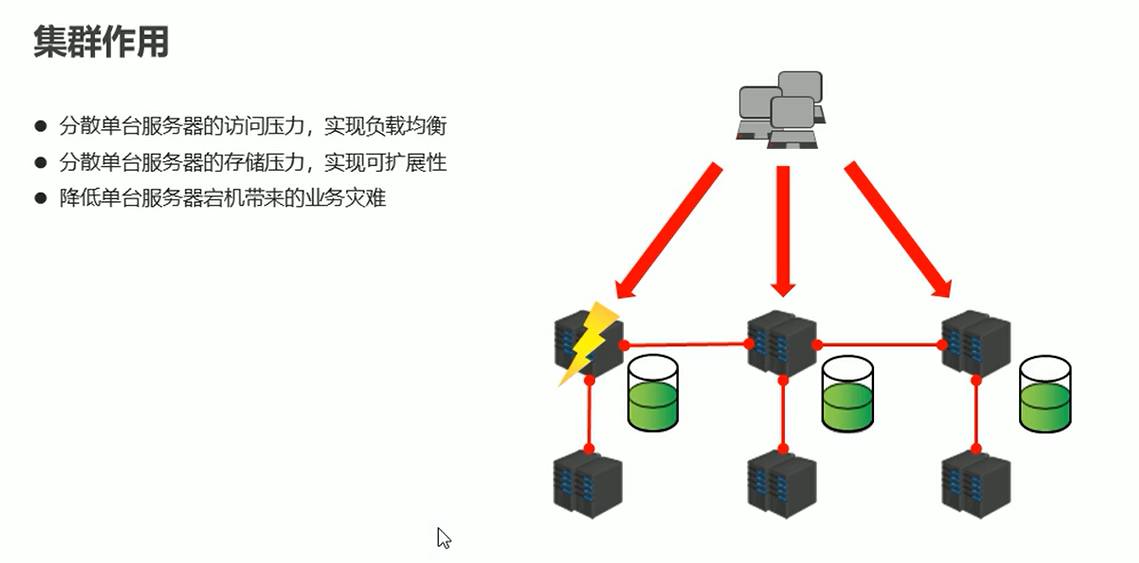 集群作用
● 分散单台服务器的访问压力，实现负载均衡
● 分散单台服务器的存储压力，实现可扩展性
● 降低单台服务器宕机带来的业务灾难